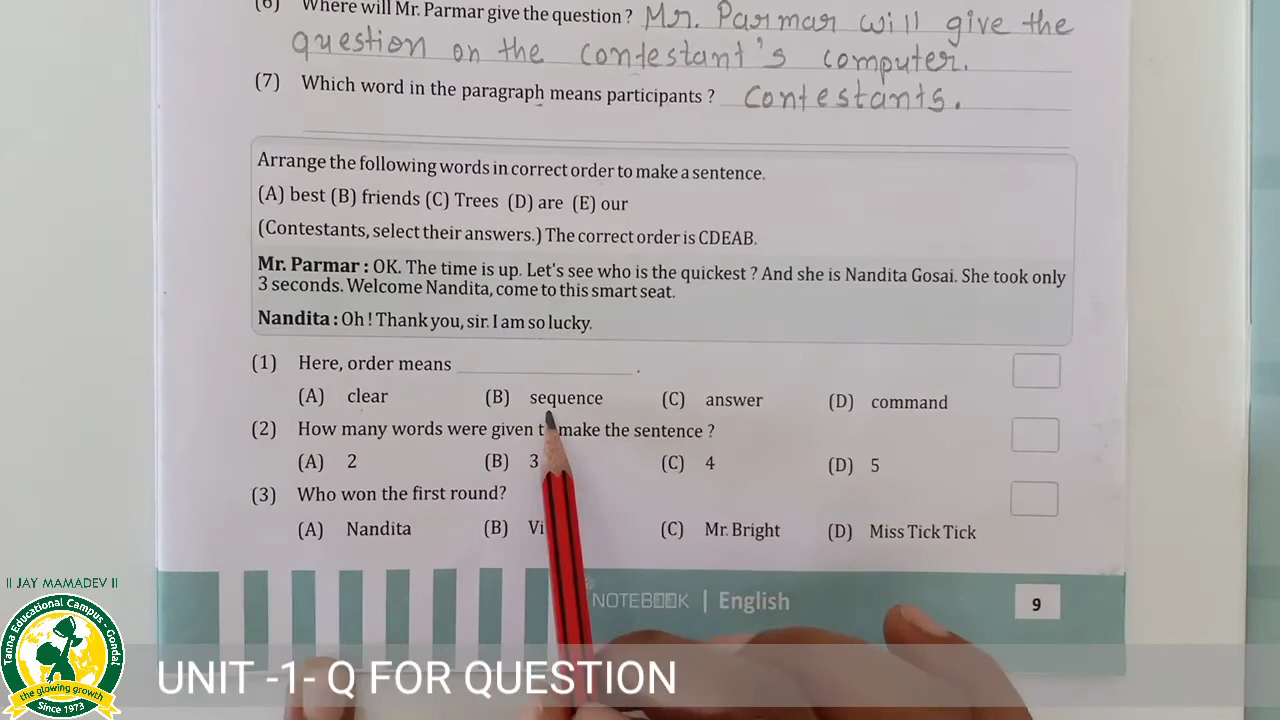 (6) Where will Mr. Parmar give the question ? Mr. Parmar will give the
question on the contestant's computer.
(7) Which word in the paragraph means participants ? Contestants.
Arrange the following words in correct order to make a sentence.
(A) best (B) friends (C) Trees (D) are (E) our
(Contestants, select their answers.) The correct order is CDEAB.
Mr. Parmar : OK. The time is up. Let's see who is the quickest ? And she is Nandita Gosai. She took only
3 seconds. Welcome Nandita, come to this smart seat.
Nandita : Oh ! Thank you, sir. I am so lucky.
(1) Here, order means ____________ .
(A) clear (B) sequence (C) answer (D) command
(2) How many words were given t make the sentence ?
(A) 2 (B) 3 (C) 4 (D) 5
(3) Who won the first round?
(A) Nandita (B) Vi (C) Mr. Bright (D) Miss Tick Tick
NOTEBOOK | English
9
|| JAY MAMADEV ||
Tanna Educational Campus - Gondal
the glowing growth
Since 1973
UNIT -1- Q FOR QUESTION